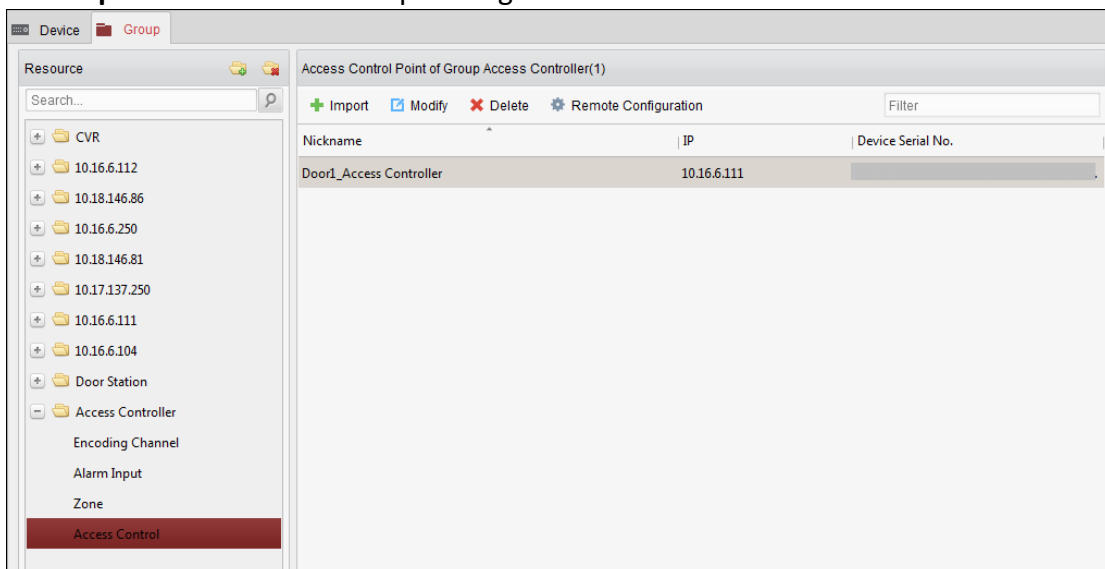 Device Group
Resource
Search...
CVR
10.16.6.112
10.18.146.86
10.16.6.250
10.18.146.81
10.17.137.250
10.16.6.111
10.16.6.104
Door Station
Access Controller
Encoding Channel
Alarm Input
Zone
Access Control
Access Control Point of Group Access Controller(1)
Import Modify Delete Remote Configuration Filter
Nickname IP Device Serial No.
Door1_Access Controller 10.16.6.111